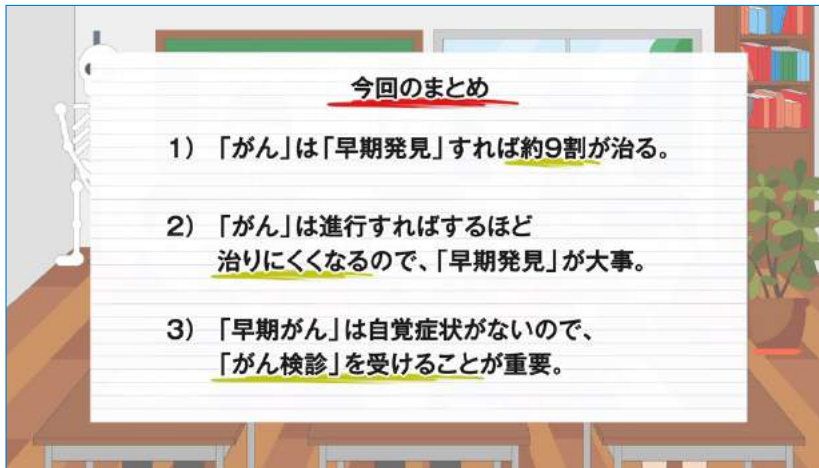 今回のまとめ
1) 「がん」は「早期発見」すれば約9割が治る。
2) 「がん」は進行すればするほど
治りにくくなるので、「早期発見」が大事。
3) 「早期がん」は自覚症状がないので、
「がん検診」を受けることが重要。